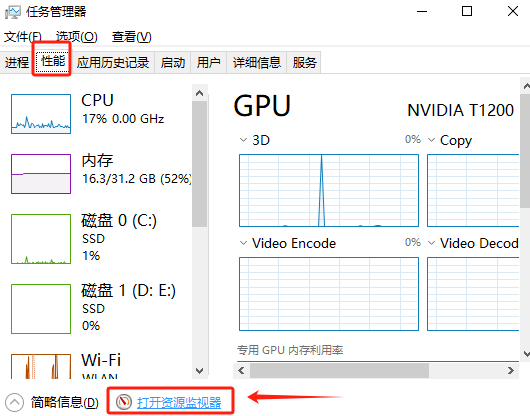 任务管理器
文件(F) 选项(O) 查看(V)
进程 性能 应用历史记录 启动 用户 详细信息 服务
CPU
17% 0.00 GHz
内存
16.3/31.2 GB (52%)
磁盘 0 (C:)
SSD
1%
磁盘 1 (D: E:)
SSD
0%
Wi-Fi
WLAN
GPU
NVIDIA T1200
3D 0% Copy
Video Encode 0% Video Decod
专用 GPU 内存利用率
简略信息(D) 打开资源监视器